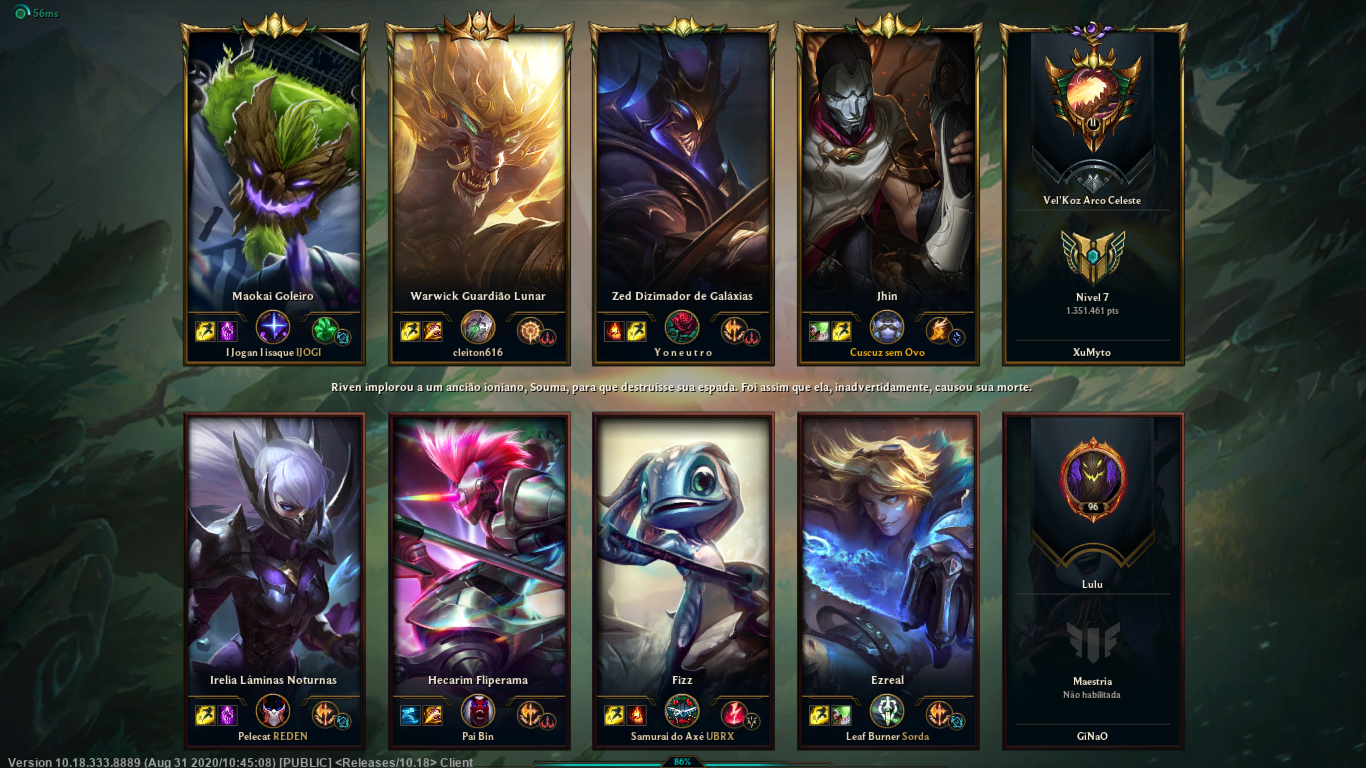 56ms
II
Vel'Koz Arco Celeste
Nível 7
1.351.461 pts
Maokai Goleiro
Warwick Guardião Lunar
Zed Dizimador de Galáxias
Jhin
I Jogan I isaque IJOGI
cleiton616
Y o n e u t r o
Cuscuz sem Ovo
XuMyto
Riven implorou a um ancião ioniano, Souma, para que destruísse sua espada. Foi assim que ela, inadvertidamente, causou sua morte.
96
Lulu
Maestria
Não habilitada
Irelia Lâminas Noturnas
Hecarim Fliperama
Fizz
Ezreal
Pelecat REDEN
Pai Bin
Samurai do Axé UBRX
Leaf Burner Sorda
GiNaO
86%
Version 10.18.333.8889 (Aug 31 2020/10:45:08) [PUBLIC] <Releases/10.18> Client